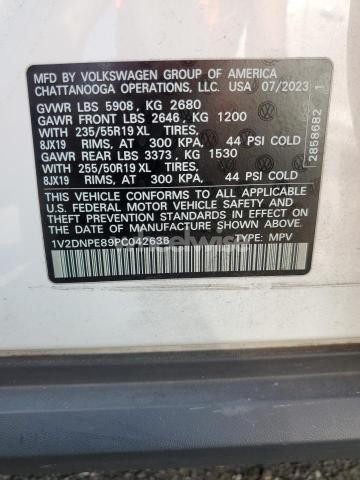 MFD BY VOLKSWAGEN GROUP OF AMERICA
CHATTANOOGA OPERATIONS, LLC. USA 07/2023
GVWR LBS 5908, KG 2680
GAWR FRONT LBS 2646, KG 1200
WITH 235/55R19 XL TIRES,
8JX19 RIMS, AT 300 KPA, 44 PSI COLD
GAWR REAR LBS 3373, KG 1530
WITH 255/50R19 XL TIRES,
8JX19 RIMS, AT 300 KPA, 44 PSI COLD
THIS VEHICLE CONFORMS TO ALL APPLICABLE
U.S. FEDERAL MOTOR VEHICLE SAFETY AND
THEFT PREVENTION STANDARDS IN EFFECT
ON THE DATE OF MANUFACTURE SHOWN ABOVE
1V2DNPE89PC042636 TYPE: MPV
1
2858682